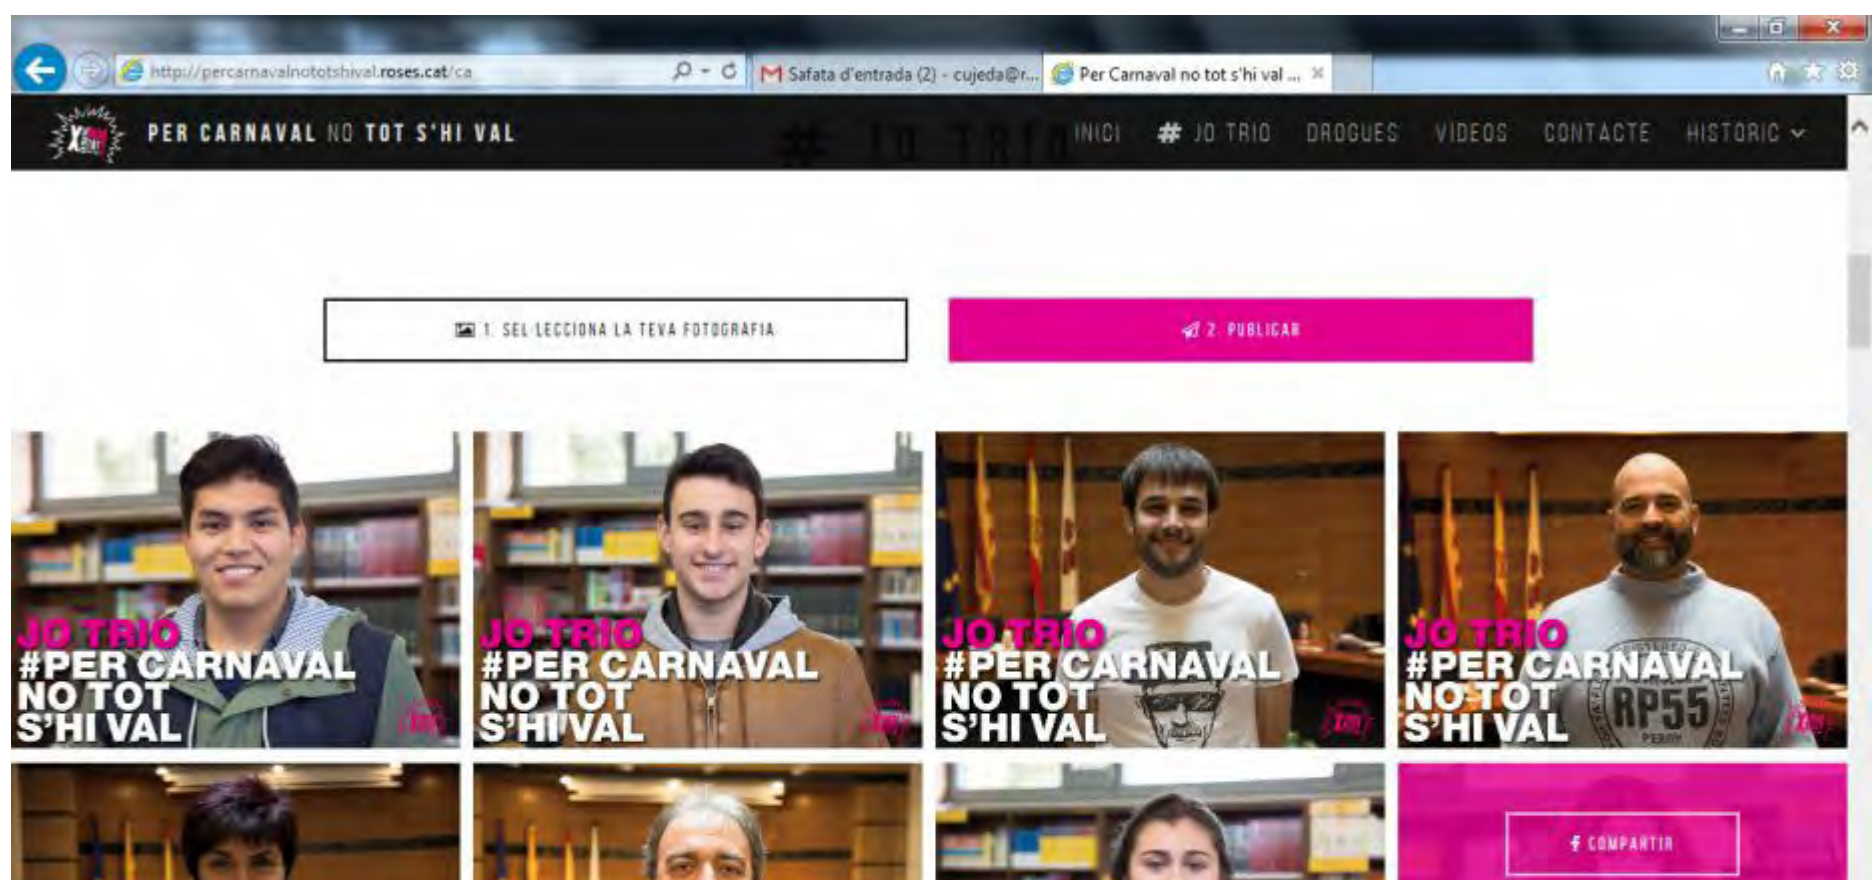 http://percarnavalnototshival.roses.cat/ca
Safata d'entrada (2) - cujeda@r...
Per Carnaval no tot s'hi val ...
PER CARNAVAL NO TOT S'HI VAL
# JO TRIO
INICI
# JO TRIO
DROGUES
VIDEOS
CONTACTE
HISTORIC
1. SEL·LECCIONA LA TEVA FOTOGRAFIA
2. PUBLICAR
JO TRIO
#PER CARNAVAL
NO TOT
S'HI VAL
JO TRIO
#PER CARNAVAL
NO TOT
S'HI VAL
JO TRIO
#PER CARNAVAL
NO TOT
S'HI VAL
JO TRIO
#PER CARNAVAL
NO TOT
S'HI VAL
RP55
PERRY
COMPARTIR